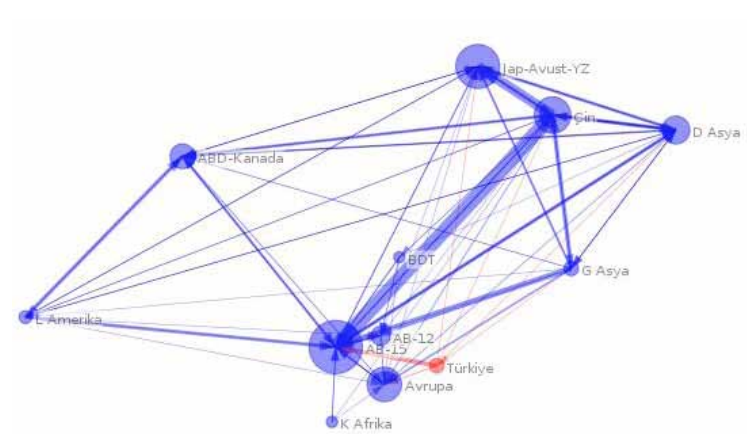 Jap-Avust-YZ
Çin
D Asya
ABD-Kanada
BDT
G Asya
L Amerika
AB-12
AB-15
Türkiye
Avrupa
K Afrika